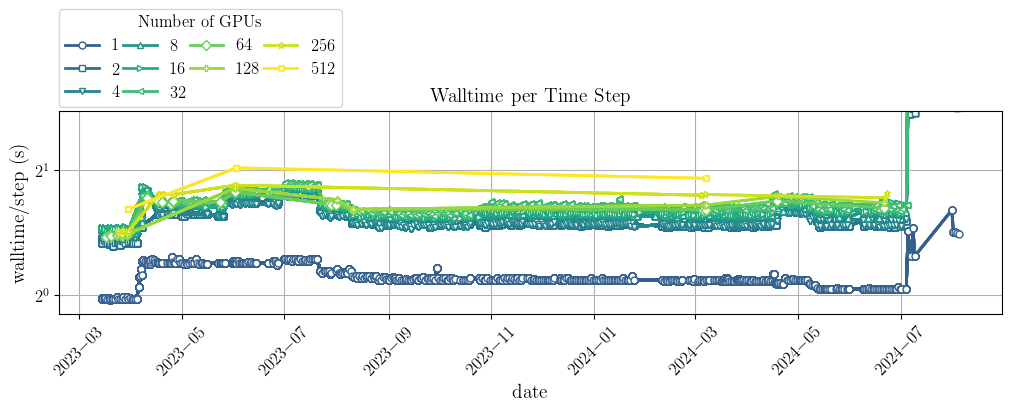 Number of GPUs
1 8 64 256
2 16 128 512
4 32
Walltime per Time Step
walltime/step (s)
2^1
2^0
2023−03 2023−05 2023−07 2023−09 2023−11 2024−01 2024−03 2024−05 2024−07
date